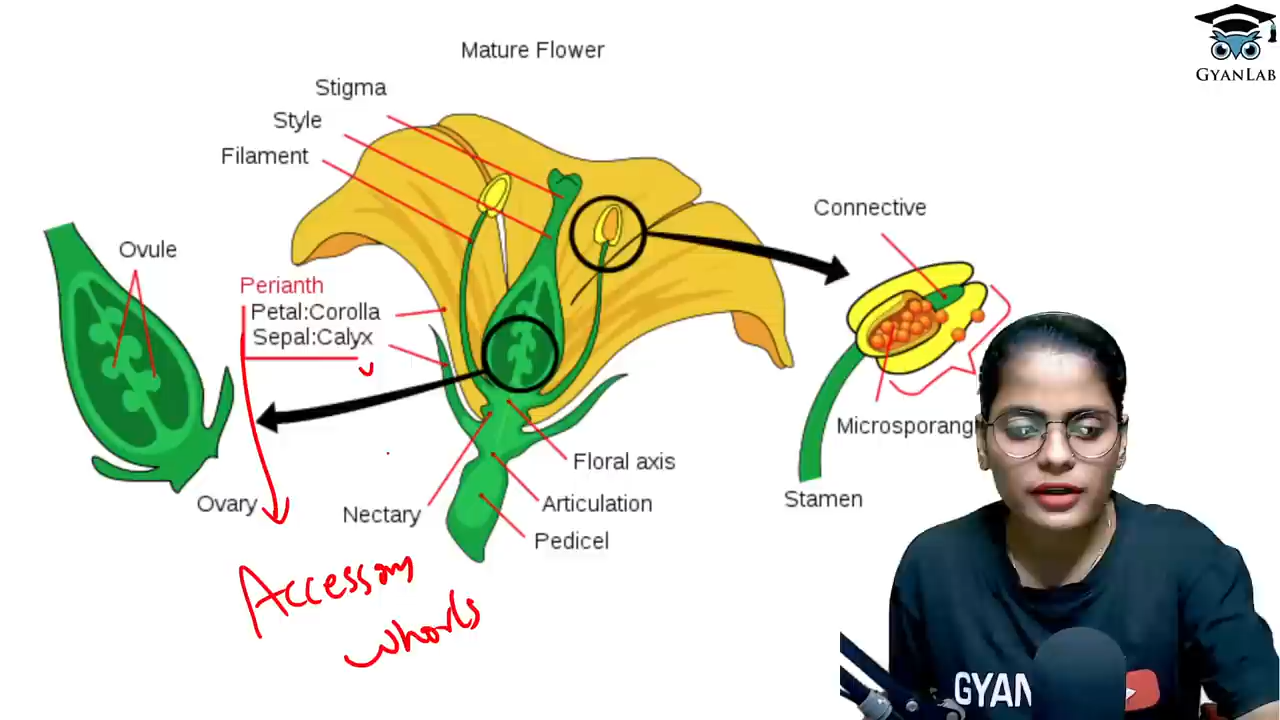 GYANLAB
Mature Flower
Stigma
Style
Filament
Connective
Ovule
Perianth
Petal:Corolla
Sepal:Calyx
Microsporang
Floral axis
Stamen
Ovary
Nectary
Articulation
Pedicel
Accessory
whorls
GYAN